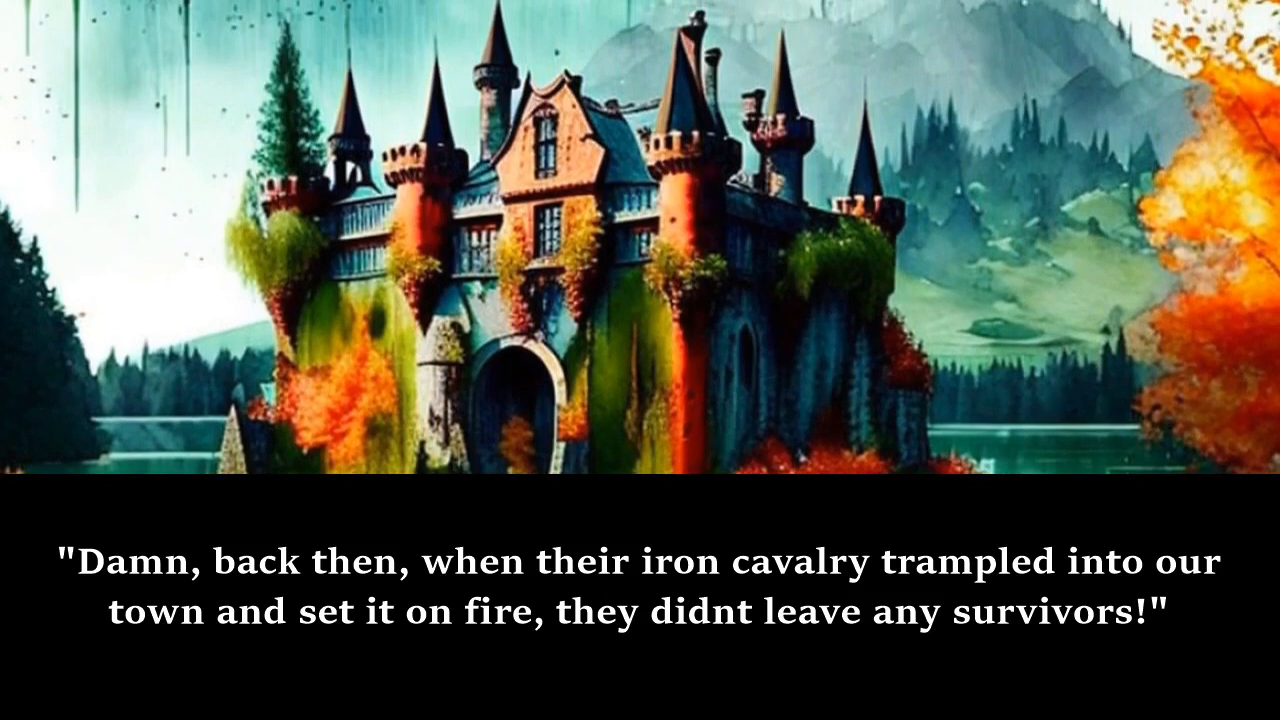 "Damn, back then, when their iron cavalry trampled into our
town and set it on fire, they didnt leave any survivors!"